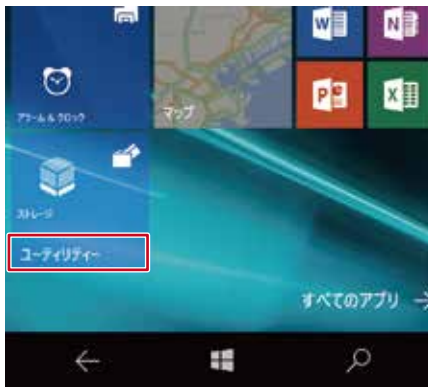 W
N
アラーム & クロック
マップ
P
X
ストレージ
ユーティリティー
すべてのアプリ